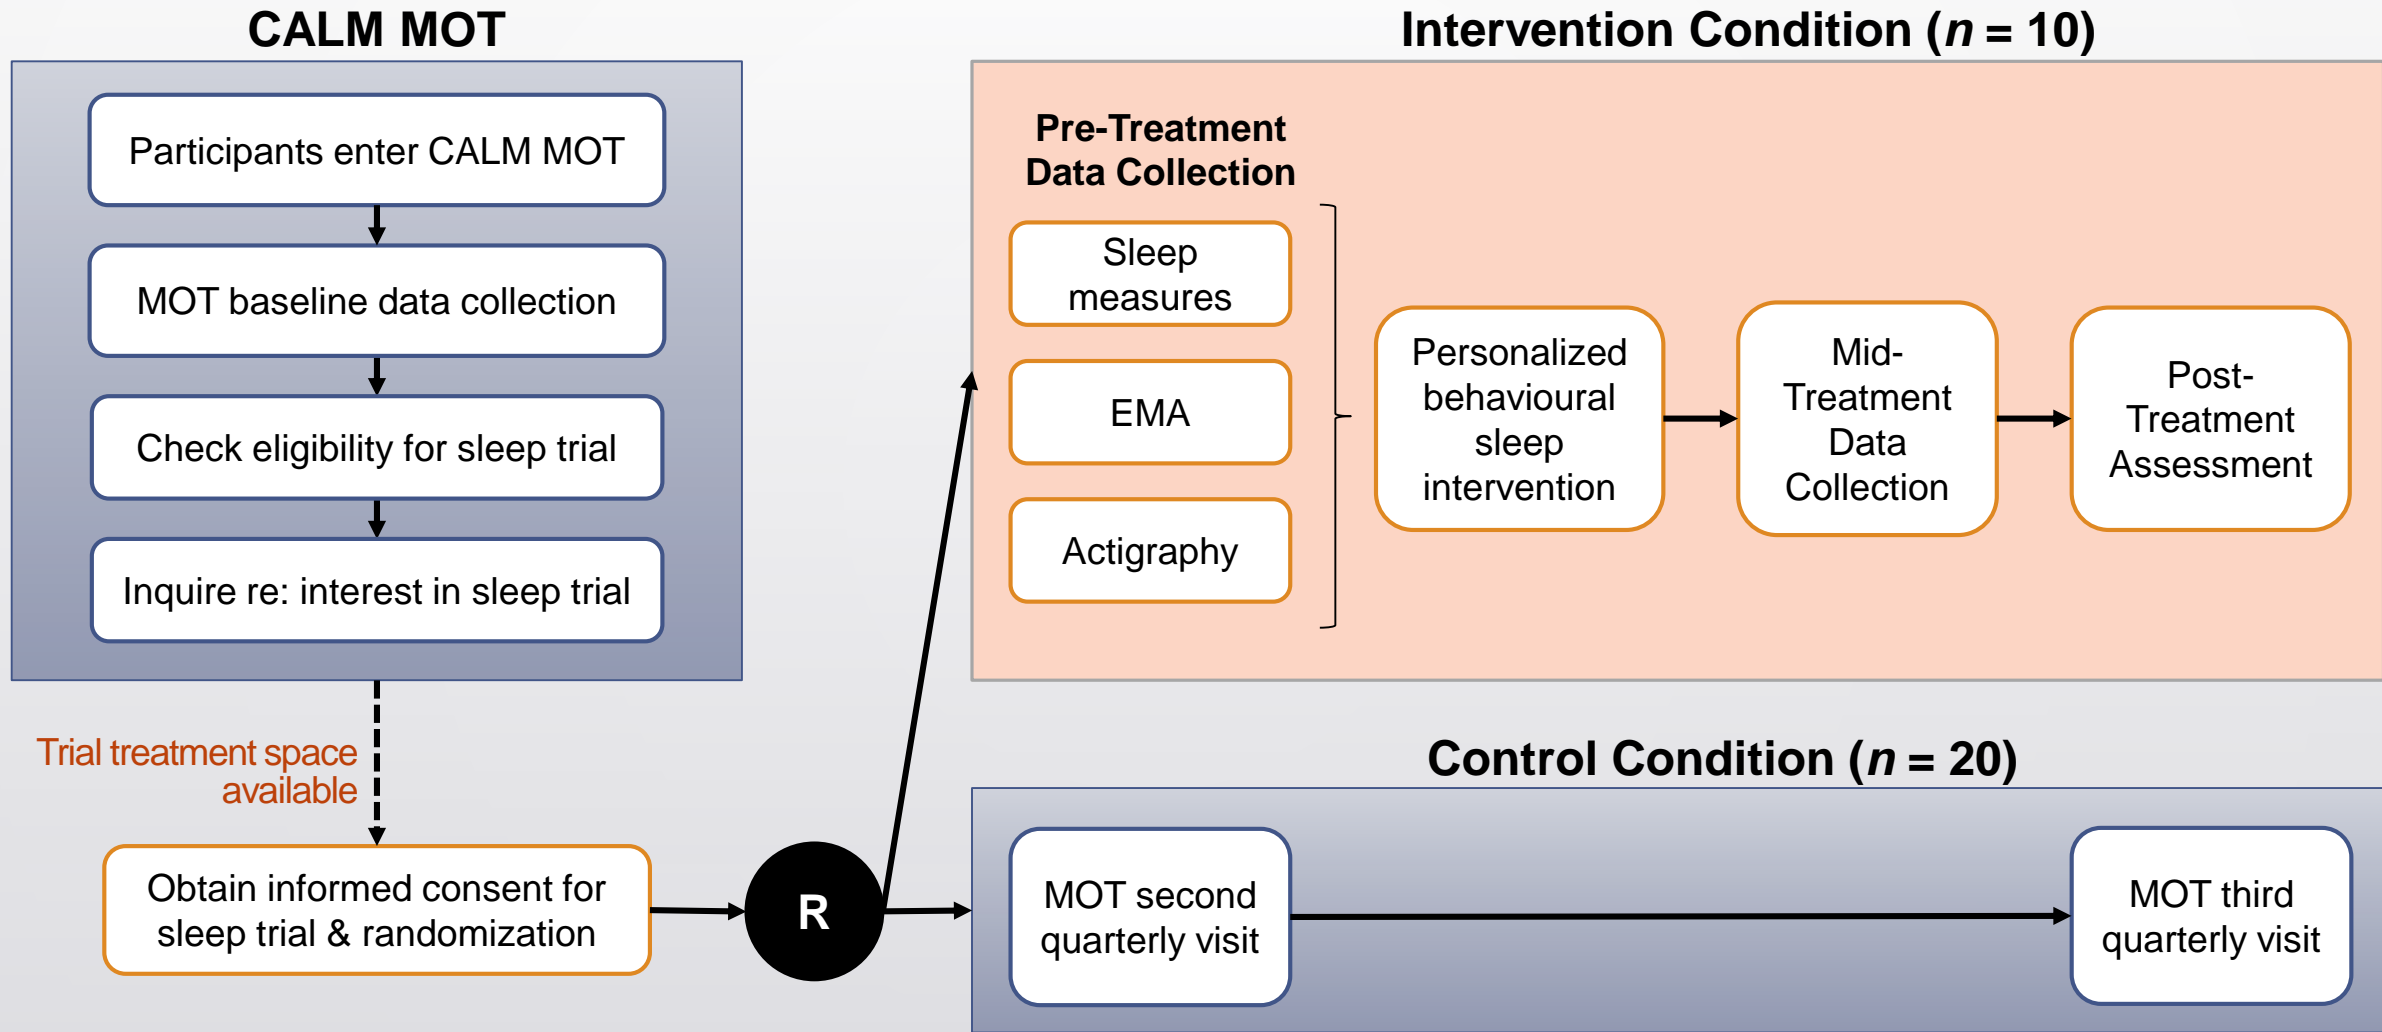 CALM MOT
Participants enter CALM MOT
MOT baseline data collection
Check eligibility for sleep trial
Inquire re: interest in sleep trial
Trial treatment space
available
Obtain informed consent for
sleep trial & randomization
R
Intervention Condition (n = 10)
Pre-Treatment
Data Collection
Sleep
measures
EMA
Actigraphy
Personalized
behavioural
sleep
intervention
Mid-
Treatment
Data
Collection
Post-
Treatment
Assessment
Control Condition (n = 20)
MOT second
quarterly visit
MOT third
quarterly visit